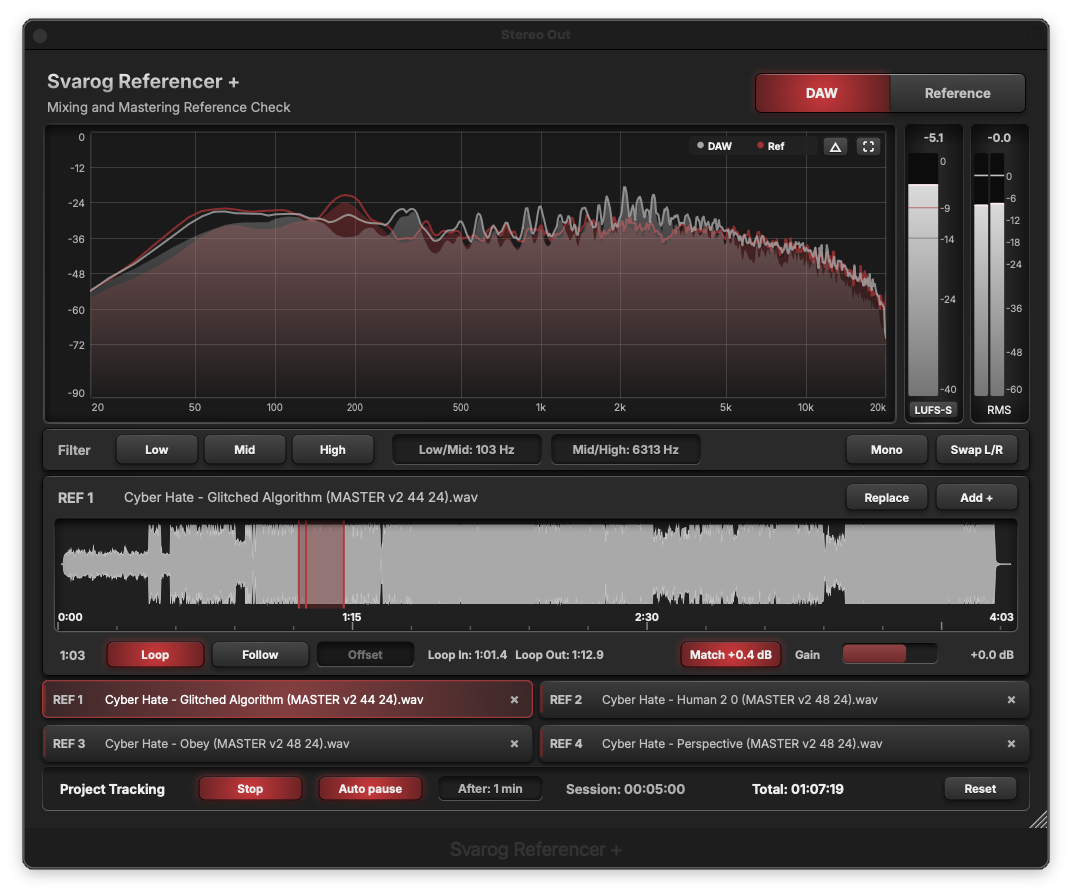 Stereo Out
Svarog Referencer +
Mixing and Mastering Reference Check
DAW Reference
0
-12
-24
-36
-48
-60
-72
-90
DAW Ref
20 50 100 200 500 1k 2k 5k 10k 20k
-5.1
0
-9
-14
-24
-40
LUFS-S
-0.0
0
-6
-12
-18
-24
-36
-48
-60
RMS
Filter Low Mid High Low/Mid: 103 Hz Mid/High: 6313 Hz Mono Swap L/R
REF 1 Cyber Hate - Glitched Algorithm (MASTER v2 44 24).wav Replace Add +
0:00 1:15 2:30 4:03
1:03 Loop Follow Offset Loop In: 1:01.4 Loop Out: 1:12.9 Match +0.4 dB Gain +0.0 dB
REF 1 Cyber Hate - Glitched Algorithm (MASTER v2 44 24).wav ×
REF 2 Cyber Hate - Human 2 0 (MASTER v2 48 24).wav ×
REF 3 Cyber Hate - Obey (MASTER v2 48 24).wav ×
REF 4 Cyber Hate - Perspective (MASTER v2 48 24).wav ×
Project Tracking Stop Auto pause After: 1 min Session: 00:05:00 Total: 01:07:19 Reset
Svarog Referencer +